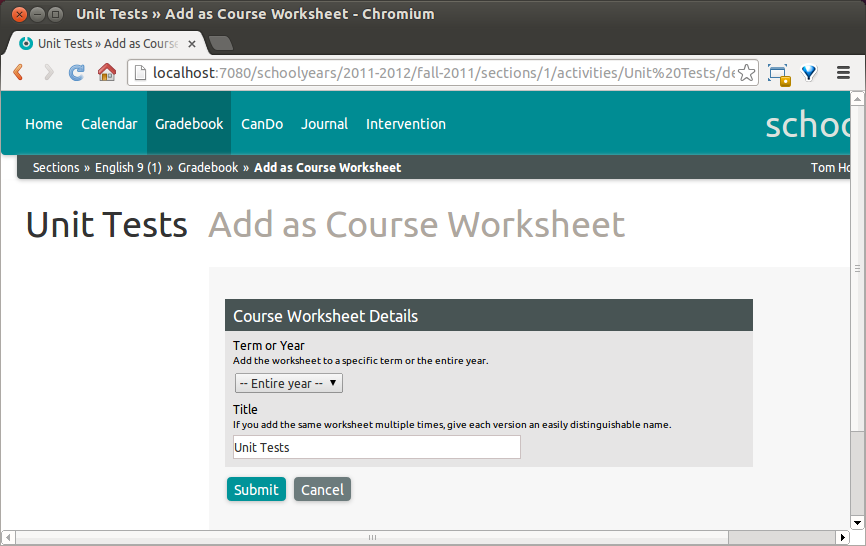 Unit Tests » Add as Course Worksheet - Chromium
Unit Tests » Add as Course
localhost:7080/schoolyears/2011-2012/fall-2011/sections/1/activities/Unit%20Tests/de
Home Calendar Gradebook CanDo Journal Intervention
Sections » English 9 (1) » Gradebook » Add as Course Worksheet
Unit Tests Add as Course Worksheet
Course Worksheet Details
Term or Year
Add the worksheet to a specific term or the entire year.
-- Entire year --
Title
If you add the same worksheet multiple times, give each version an easily distinguishable name.
Unit Tests
Submit Cancel